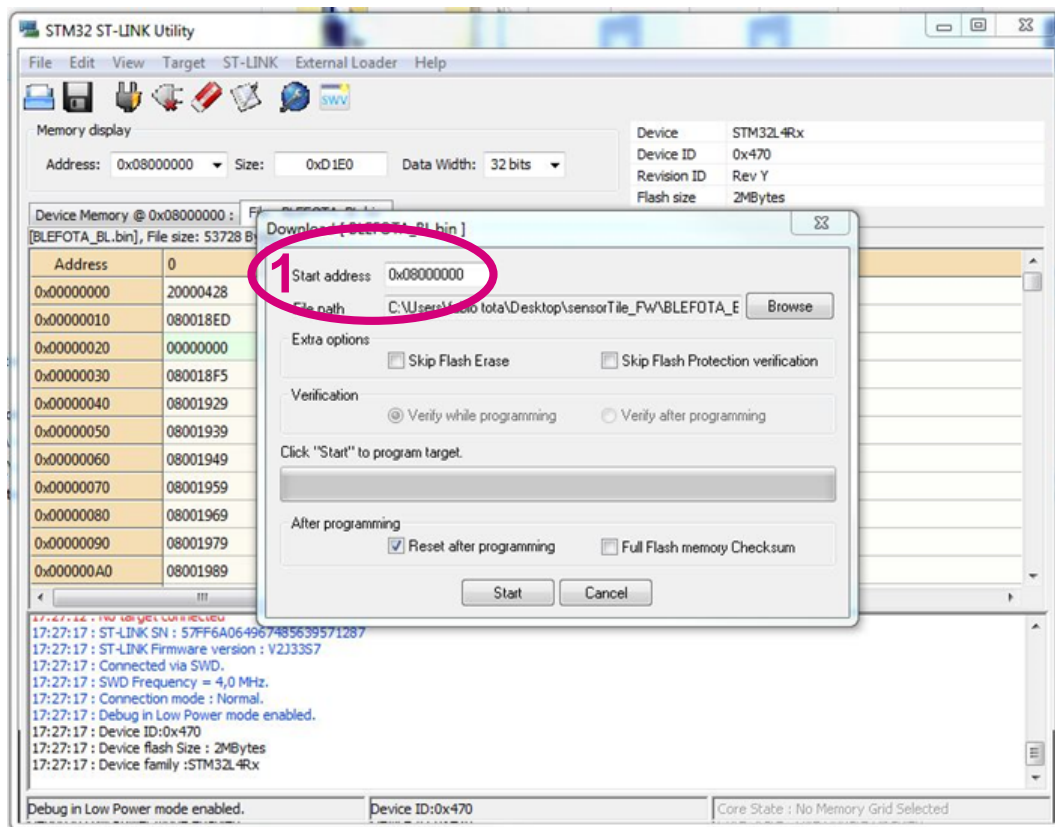 STM32 ST-LINK Utility
File Edit View Target ST-LINK External Loader Help
SWV
Memory display
Address: 0x08000000 Size: 0xD1E0 Data Width: 32 bits
Device STM32L4Rx
Device ID 0x470
Revision ID Rev Y
Flash size 2MBytes
Device Memory @ 0x08000000 :
[BLEFOTA_BL.bin], File size: 53728 B
Address 0
0x00000000 20000428
0x00000010 080018ED
0x00000020 00000000
0x00000030 080018F5
0x00000040 08001929
0x00000050 08001939
0x00000060 08001949
0x00000070 08001959
0x00000080 08001969
0x00000090 08001979
0x000000A0 08001989
Download [ BLEFOTA_BL.bin ]
1
Start address 0x08000000
File path C:\Users\fabio tota\Desktop\sensorTile_FW\BLEFOTA_E Browse
Extra options
Skip Flash Erase Skip Flash Protection verification
Verification
Verify while programming Verify after programming
Click "Start" to program target.
After programming
Reset after programming Full Flash memory Checksum
Start Cancel
17:27:12 : No target connected
17:27:17 : ST-LINK SN : 57FF6A064967485639571287
17:27:17 : ST-LINK Firmware version : V2J33S7
17:27:17 : Connected via SWD.
17:27:17 : SWD Frequency = 4,0 MHz.
17:27:17 : Connection mode : Normal.
17:27:17 : Debug in Low Power mode enabled.
17:27:17 : Device ID:0x470
17:27:17 : Device flash Size : 2MBytes
17:27:17 : Device family :STM32L4Rx
Debug in Low Power mode enabled. Device ID:0x470 Core State : No Memory Grid Selected